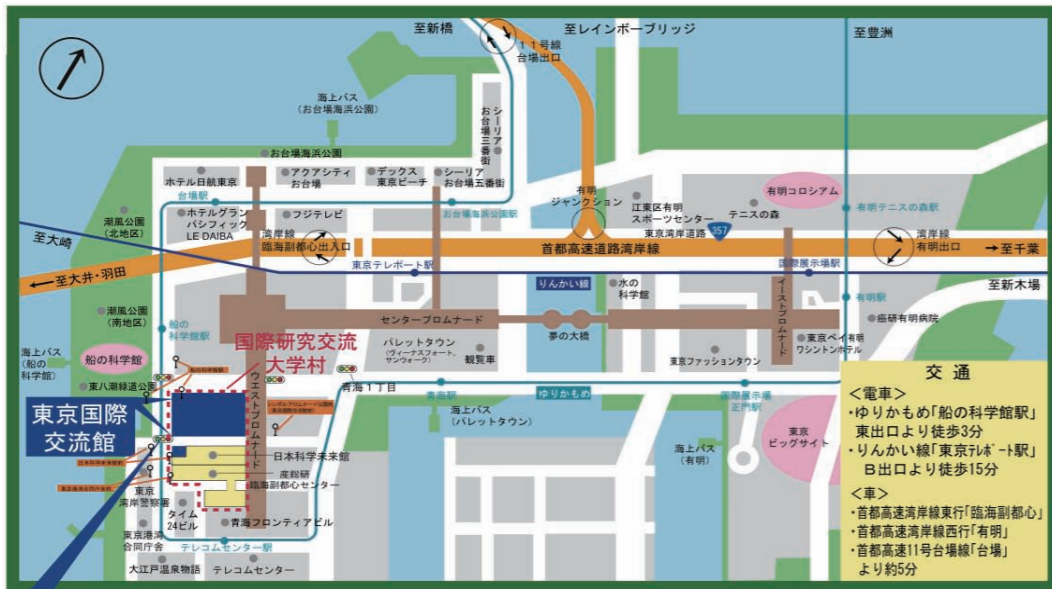 至新橋
至レインボーブリッジ
至豊洲
11号線
台場出口
海上バス
(お台場海浜公園)
シーリア
お台場三番街
お台場海浜公園
ホテル日航東京
アクアシティ
お台場
デックス
東京ビーチ
シーリア
お台場五番街
台場駅
お台場海浜公園駅
有明
ジャンクション
江東区有明
スポーツセンター
有明コロシアム
テニスの森
有明テニスの森駅
潮風公園
(北地区)
ホテルグラン
パシフィック
LE DAIBA
フジテレビ
湾岸線
臨海副都心出入口
東京湾岸道路
357
首都高速道路湾岸線
湾岸線
有明出口
→至千葉
至大崎
←至大井・羽田
東京テレポート駅
りんかい線
国際展示場駅
至新木場
水の
科学館
有明駅
潮風公園
(南地区)
船の
科学館駅
センタープロムナード
夢の大橋
イーストプロムナード
癌研有明病院
東京ベイ有明
ワシントンホテル
国際研究交流
大学村
パレットタウン
(ヴィーナスフォート、
サンウォーク)
観覧車
東京ファッションタウン
海上バス
(船の
科学館)
船の科学館
東八潮緑道公園
ウエストプロムナード
青海1丁目
青海駅
ゆりかもめ
国際展示場
正門駅
東京国際
交流館
海上バス
(パレットタウン)
海上バス
(有明)
東京
ビッグサイト
日本科学未来館
産総研
臨海副都心センター
東京
湾岸警察署
タイム
24ビル
青海フロンティアビル
東京港湾
合同庁舎
テレコムセンター駅
大江戸温泉物語
テレコムセンター
交 通
<電車>
・ゆりかもめ「船の科学館駅」
東出口より徒歩3分
・りんかい線「東京テレポート駅」
B出口より徒歩15分
<車>
・首都高速湾岸線東行「臨海副都心」
・首都高速湾岸線西行「有明」
・首都高速11号台場線「台場」
より約5分